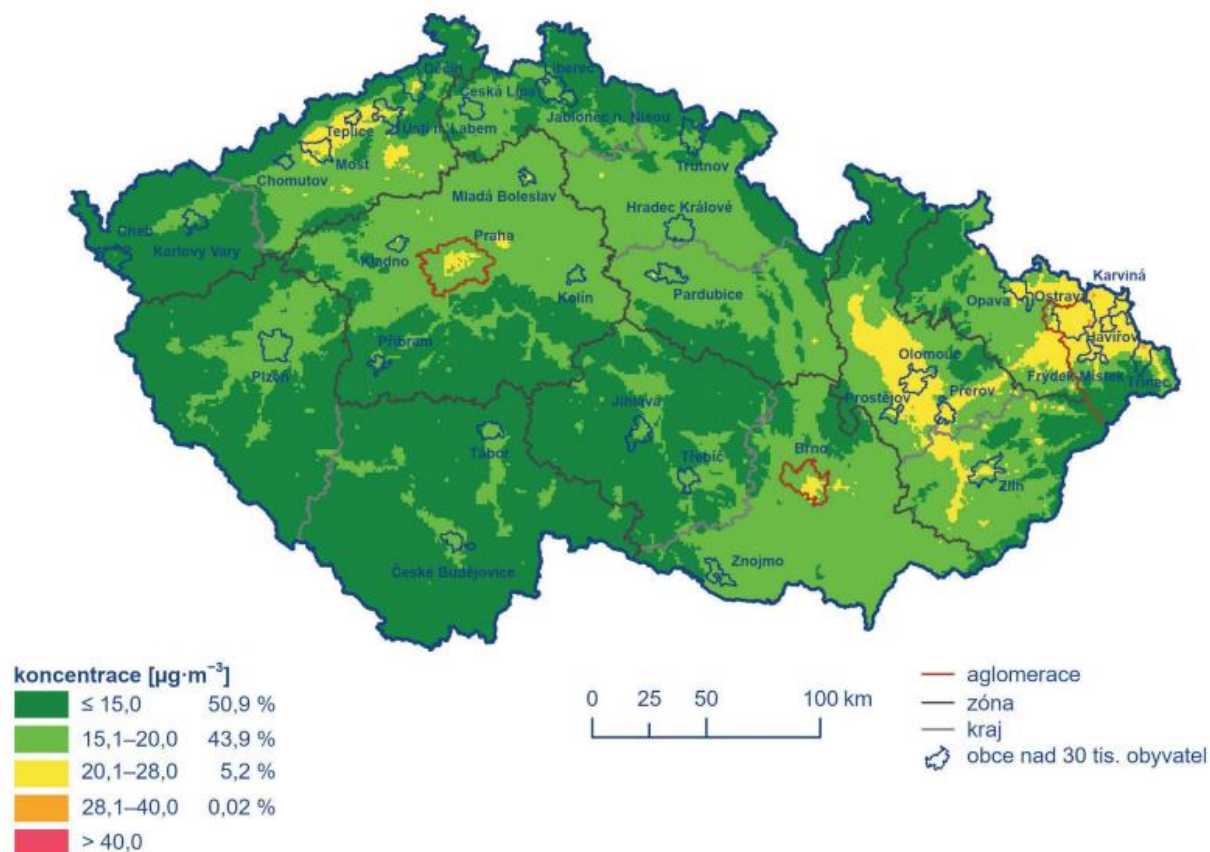 Děčín
Liberec
Česká Lípa
Jablonec n. Nisou
Teplice
Ústí n. Labem
Most
Chomutov
Trutnov
Mladá Boleslav
Hradec Králové
Cheb
Karlovy Vary
Praha
Kladno
Kolín
Pardubice
Karviná
Opava
Ostrava
Havířov
Příbram
Plzeň
Olomouc
Frýdek-Místek
Třinec
Prostějov
Přerov
Jihlava
Tábor
Třebíč
Brno
Zlín
Znojmo
České Budějovice
koncentrace [µg·m⁻³]
≤ 15,0 50,9 %
15,1–20,0 43,9 %
20,1–28,0 5,2 %
28,1–40,0 0,02 %
> 40,0
0 25 50 100 km
aglomerace
zóna
kraj
obce nad 30 tis. obyvatel